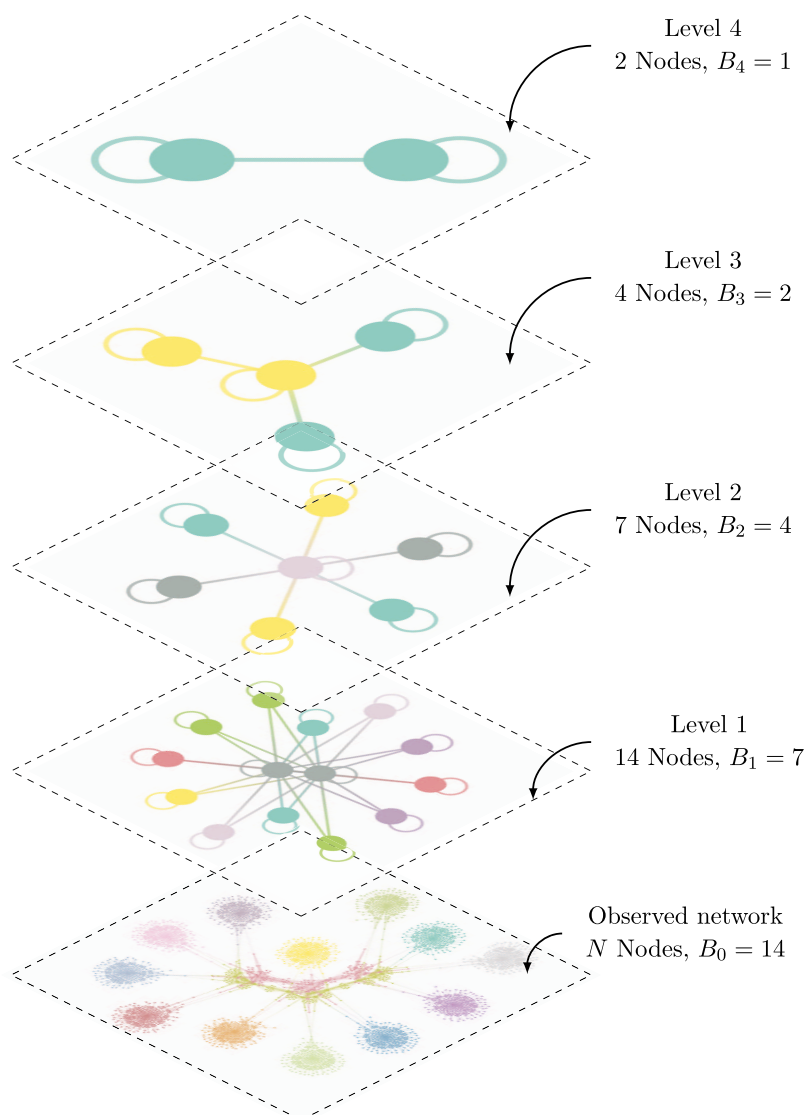 Level 4
2 Nodes, B₄ = 1
Level 3
4 Nodes, B₃ = 2
Level 2
7 Nodes, B₂ = 4
Level 1
14 Nodes, B₁ = 7
Observed network
N Nodes, B₀ = 14